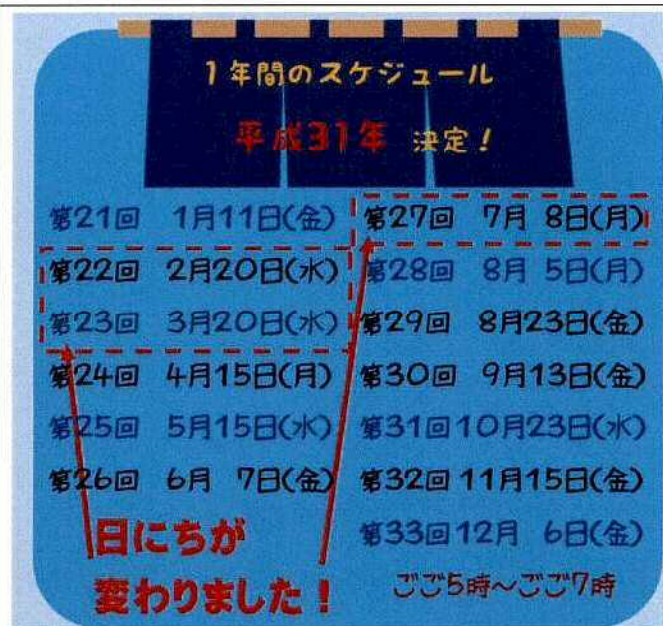 1年間のスケジュール
平成31年 決定!
第21回 1月11日(金)
第22回 2月20日(水)
第23回 3月20日(水)
第24回 4月15日(月)
第25回 5月15日(水)
第26回 6月 7日(金)
第27回 7月 8日(月)
第28回 8月 5日(月)
第29回 8月23日(金)
第30回 9月13日(金)
第31回 10月23日(水)
第32回 11月15日(金)
第33回 12月 6日(金)
日にちが
変わりました!
ごご5時~ごご7時